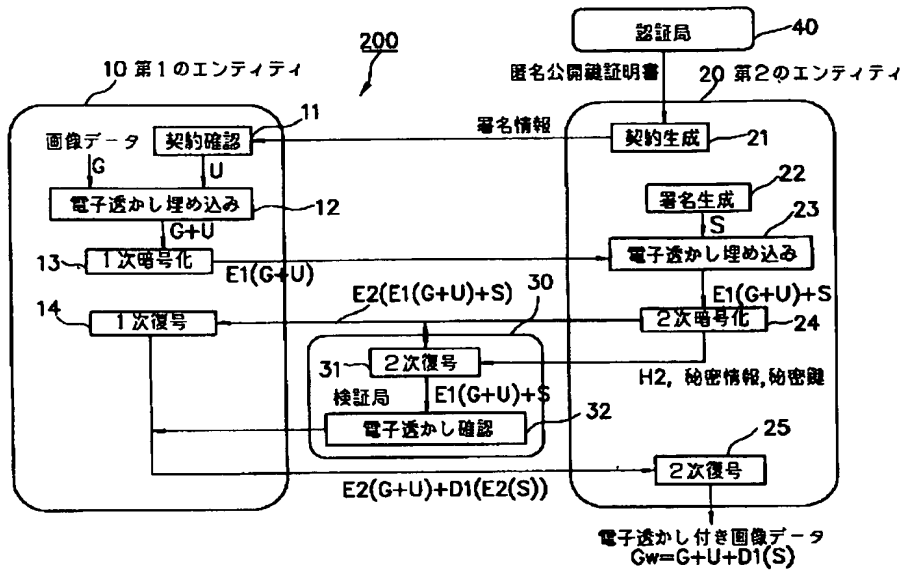 認証局
40
200
匿名公開鍵証明書
10 第1のエンティティ
20 第2のエンティティ
11
署名情報
画像データ
契約確認
契約生成
21
G
U
22
電子透かし埋め込み
12
署名生成
23
G+U
S
13
1次暗号化
電子透かし埋め込み
E1(G+U)
E1(G+U)+S
E2(E1(G+U)+S)
30
14
1次復号
2次暗号化
24
31
2次復号
H2, 秘密情報,秘密鍵
検証局
E1(G+U)+S
32
電子透かし確認
25
2次復号
E2(G+U)+D1(E2(S))
電子透かし付き画像データ
Gw=G+U+D1(S)